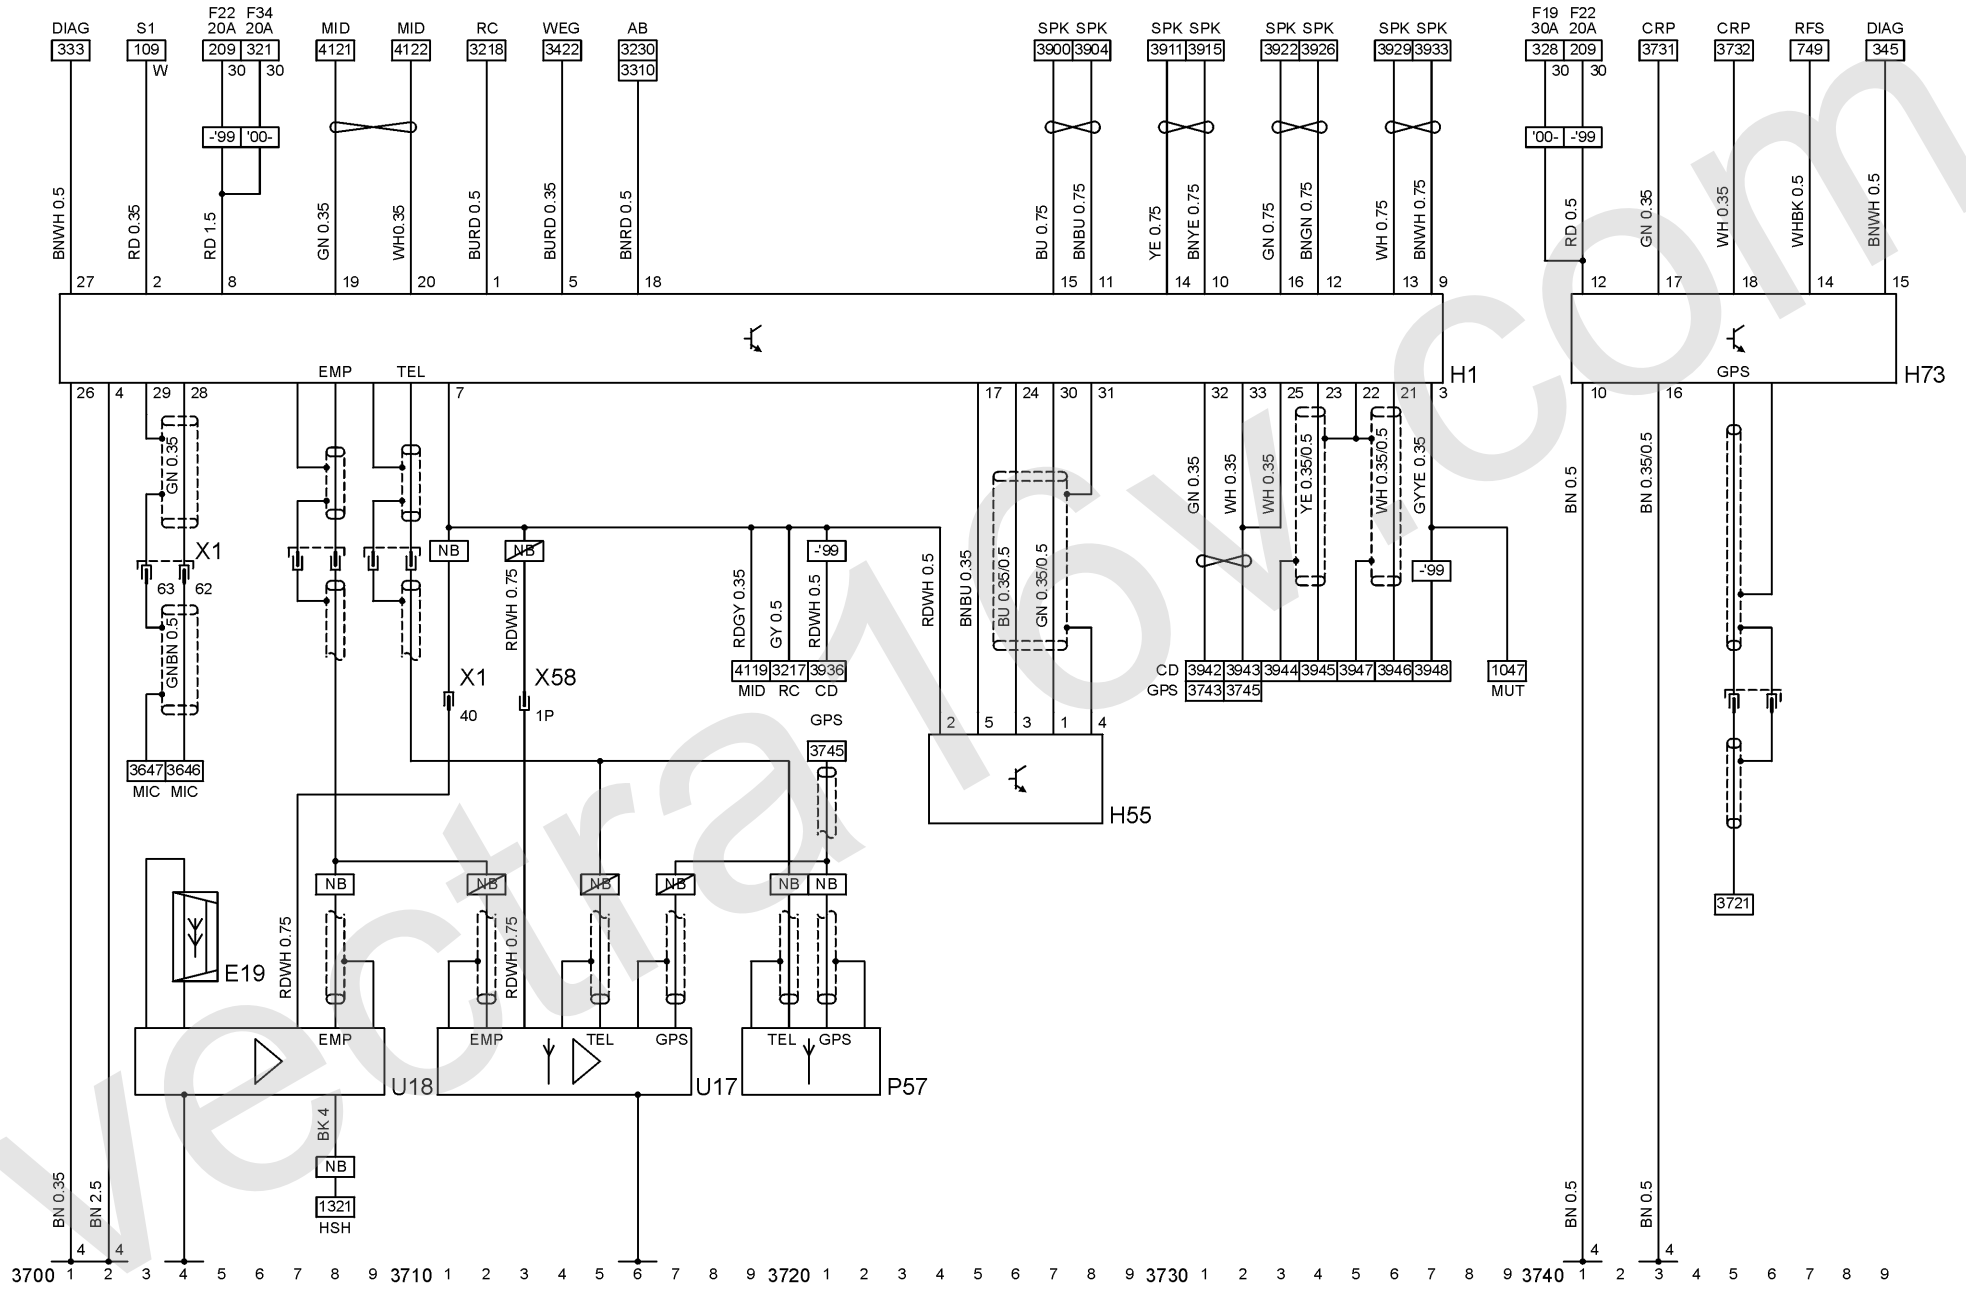 F22 F34 F19 F22
DIAG S1 20A 20A MID MID RC WEG AB SPK SPK SPK SPK SPK SPK SPK SPK 30A 20A CRP CRP RFS DIAG
333 109 209 321 4121 4122 3218 3422 3230 3900 3904 3911 3915 3922 3926 3929 3933 328 209 3731 3732 749 345
W 30 30 3310 30 30
-'99 '00- '00- -'99
BNWH 0.5 RD 0.35 RD 1.5 GN 0.35 WH0.35 BURD 0.5 BURD 0.35 BNRD 0.5 BU 0.75 BNBU 0.75 YE 0.75 BNYE 0.75 GN 0.75 BNGN 0.75 WH 0.75 BNWH 0.75 RD 0.5 GN 0.35 WH 0.35 WHBK 0.5 BNWH 0.5
27 2 8 19 20 1 5 18 15 11 14 10 16 12 13 9 12 17 18 14 15
EMP TEL H1 GPS H73
26 4 29 28 7 17 24 30 31 32 33 25 23 22 21 3 10 16
GN 0.35 GN 0.35 WH 0.35 WH 0.35 YE 0.35/0.5 WH 0.35/0.5 GYYE 0.35 BN 0.5 BN 0.35/0.5
X1 NB NB -'99 -'99
63 62
GNBN 0.5 RDWH 0.75 RDGY 0.35 GY 0.5 RDWH 0.5 RDWH 0.5 BNBU 0.35 BU 0.35/0.5 GN 0.35/0.5
X1 X58 4119 3217 3936 CD 3942 3943 3944 3945 3947 3946 3948 1047
40 1P MID RC CD GPS 3743 3745 MUT
GPS 2 5 3 1 4
3647 3646 3745
MIC MIC H55
NB NB NB NB NB NB 3721
E19 RDWH 0.75 RDWH 0.75
EMP EMP TEL GPS TEL GPS
U18 U17 P57
BK 4
NB
1321
HSH
BN 0.35 BN 2.5 BN 0.5 BN 0.5
4 4 4 4
3700 1 2 3 4 5 6 7 8 9 3710 1 2 3 4 5 6 7 8 9 3720 1 2 3 4 5 6 7 8 9 3730 1 2 3 4 5 6 7 8 9 3740 1 2 3 4 5 6 7 8 9
vectra16v.com